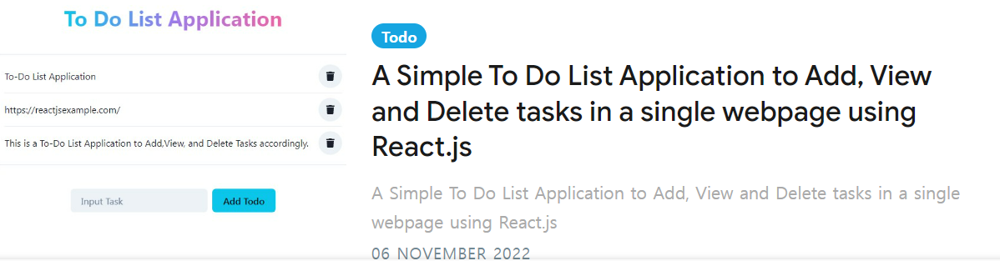 To Do List Application
To-Do List Application
https://reactjsexample.com/
This is a To-Do List Application to Add,View, and Delete Tasks accordingly.
Input Task
Add Todo
Todo
A Simple To Do List Application to Add, View
and Delete tasks in a single webpage using
React.js
A Simple To Do List Application to Add, View and Delete tasks in a single
webpage using React.js
06 NOVEMBER 2022